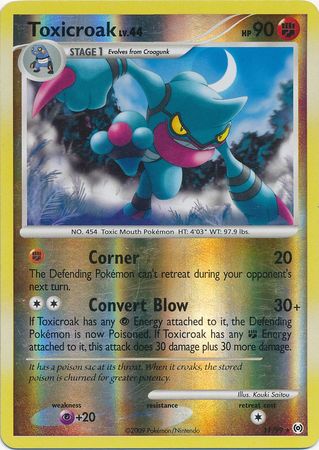 Toxicroak LV.44 HP 90
STAGE 1 Evolves from Croagunk
NO. 454 Toxic Mouth Pokémon HT: 4'03" WT: 97.9 lbs.
Corner 20
The Defending Pokémon can't retreat during your opponent's
next turn.
Convert Blow 30+
If Toxicroak has any Energy attached to it, the Defending
Pokémon is now Poisoned. If Toxicroak has any Energy
attached to it, this attack does 30 damage plus 30 more damage.
It has a poison sac at its throat. When it croaks, the stored
poison is churned for greater potency.
Illus. Kouki Saitou
weakness resistance retreat cost
+20
©2009 Pokémon/Nintendo 11/99